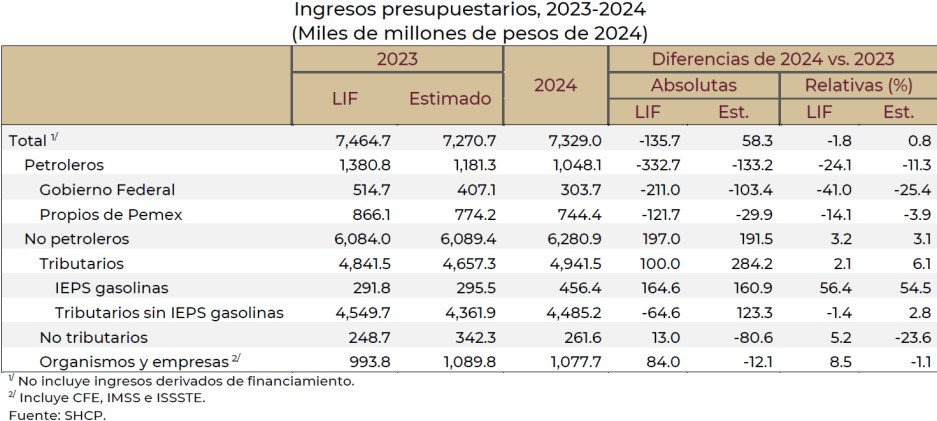 Ingresos presupuestarios, 2023-2024
(Miles de millones de pesos de 2024)
2023 2024 Diferencias de 2024 vs. 2023
LIF Estimado Absolutas Relativas (%)
LIF Est. LIF Est.
Total 1/ 7,464.7 7,270.7 7,329.0 -135.7 58.3 -1.8 0.8
Petroleros 1,380.8 1,181.3 1,048.1 -332.7 -133.2 -24.1 -11.3
Gobierno Federal 514.7 407.1 303.7 -211.0 -103.4 -41.0 -25.4
Propios de Pemex 866.1 774.2 744.4 -121.7 -29.9 -14.1 -3.9
No petroleros 6,084.0 6,089.4 6,280.9 197.0 191.5 3.2 3.1
Tributarios 4,841.5 4,657.3 4,941.5 100.0 284.2 2.1 6.1
IEPS gasolinas 291.8 295.5 456.4 164.6 160.9 56.4 54.5
Tributarios sin IEPS gasolinas 4,549.7 4,361.9 4,485.2 -64.6 123.3 -1.4 2.8
No tributarios 248.7 342.3 261.6 13.0 -80.6 5.2 -23.6
Organismos y empresas 2/ 993.8 1,089.8 1,077.7 84.0 -12.1 8.5 -1.1
1/ No incluye ingresos derivados de financiamiento.
2/ Incluye CFE, IMSS e ISSSTE.
Fuente: SHCP.